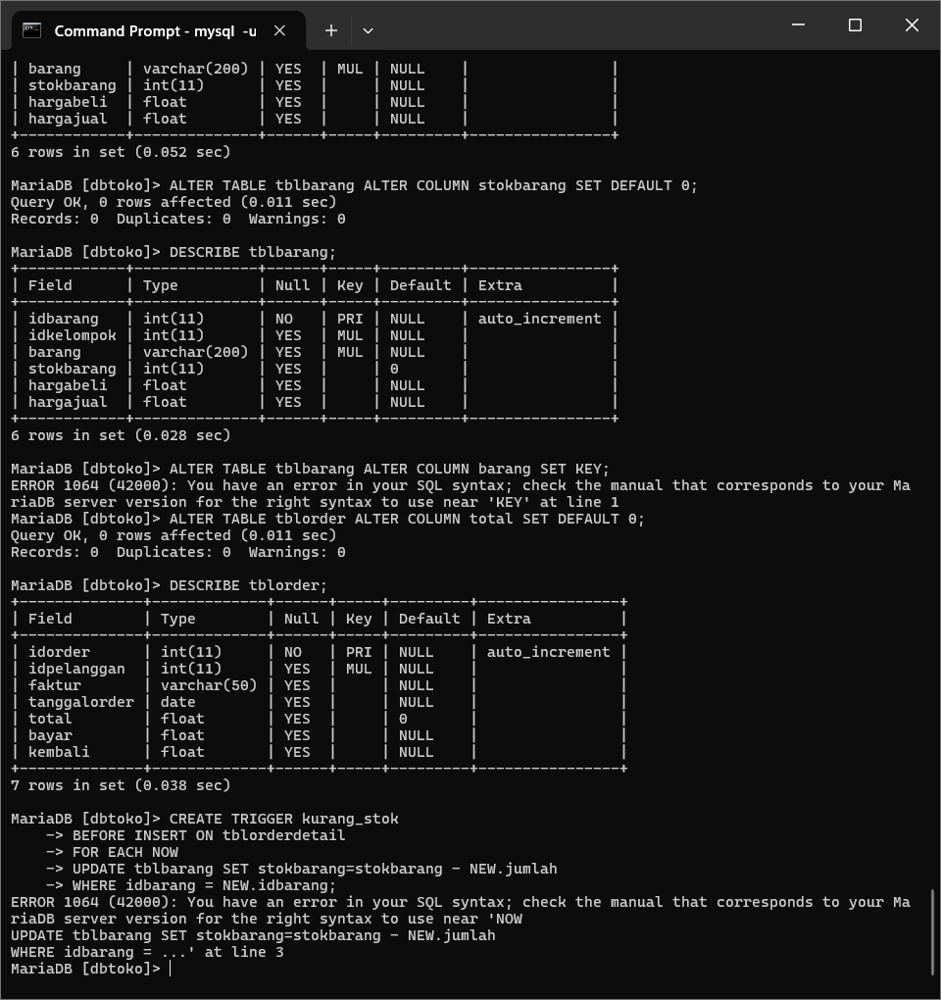 Command Prompt - mysql  -u
| barang     | varchar(200) | YES  | MUL | NULL    |                |
| stokbarang | int(11)      | YES  |     | NULL    |                |
| hargabeli  | float        | YES  |     | NULL    |                |
| hargajual  | float        | YES  |     | NULL    |                |
+------------+--------------+------+-----+---------+----------------+
6 rows in set (0.052 sec)

MariaDB [dbtoko]> ALTER TABLE tblbarang ALTER COLUMN stokbarang SET DEFAULT 0;
Query OK, 0 rows affected (0.011 sec)
Records: 0  Duplicates: 0  Warnings: 0

MariaDB [dbtoko]> DESCRIBE tblbarang;
+------------+--------------+------+-----+---------+----------------+
| Field      | Type         | Null | Key | Default | Extra          |
+------------+--------------+------+-----+---------+----------------+
| idbarang   | int(11)      | NO   | PRI | NULL    | auto_increment |
| idkelompok | int(11)      | YES  | MUL | NULL    |                |
| barang     | varchar(200) | YES  | MUL | NULL    |                |
| stokbarang | int(11)      | YES  |     | 0       |                |
| hargabeli  | float        | YES  |     | NULL    |                |
| hargajual  | float        | YES  |     | NULL    |                |
+------------+--------------+------+-----+---------+----------------+
6 rows in set (0.028 sec)

MariaDB [dbtoko]> ALTER TABLE tblbarang ALTER COLUMN barang SET KEY;
ERROR 1064 (42000): You have an error in your SQL syntax; check the manual that corresponds to your Ma
riaDB server version for the right syntax to use near 'KEY' at line 1
MariaDB [dbtoko]> ALTER TABLE tblorder ALTER COLUMN total SET DEFAULT 0;
Query OK, 0 rows affected (0.011 sec)
Records: 0  Duplicates: 0  Warnings: 0

MariaDB [dbtoko]> DESCRIBE tblorder;
+--------------+-------------+------+-----+---------+----------------+
| Field        | Type        | Null | Key | Default | Extra          |
+--------------+-------------+------+-----+---------+----------------+
| idorder      | int(11)     | NO   | PRI | NULL    | auto_increment |
| idpelanggan  | int(11)     | YES  | MUL | NULL    |                |
| faktur       | varchar(50) | YES  |     | NULL    |                |
| tanggalorder | date        | YES  |     | NULL    |                |
| total        | float       | YES  |     | 0       |                |
| bayar        | float       | YES  |     | NULL    |                |
| kembali      | float       | YES  |     | NULL    |                |
+--------------+-------------+------+-----+---------+----------------+
7 rows in set (0.038 sec)

MariaDB [dbtoko]> CREATE TRIGGER kurang_stok
    -> BEFORE INSERT ON tblorderdetail
    -> FOR EACH NOW
    -> UPDATE tblbarang SET stokbarang=stokbarang - NEW.jumlah
    -> WHERE idbarang = NEW.idbarang;
ERROR 1064 (42000): You have an error in your SQL syntax; check the manual that corresponds to your Ma
riaDB server version for the right syntax to use near 'NOW
UPDATE tblbarang SET stokbarang=stokbarang - NEW.jumlah
WHERE idbarang = ...' at line 3
MariaDB [dbtoko]>